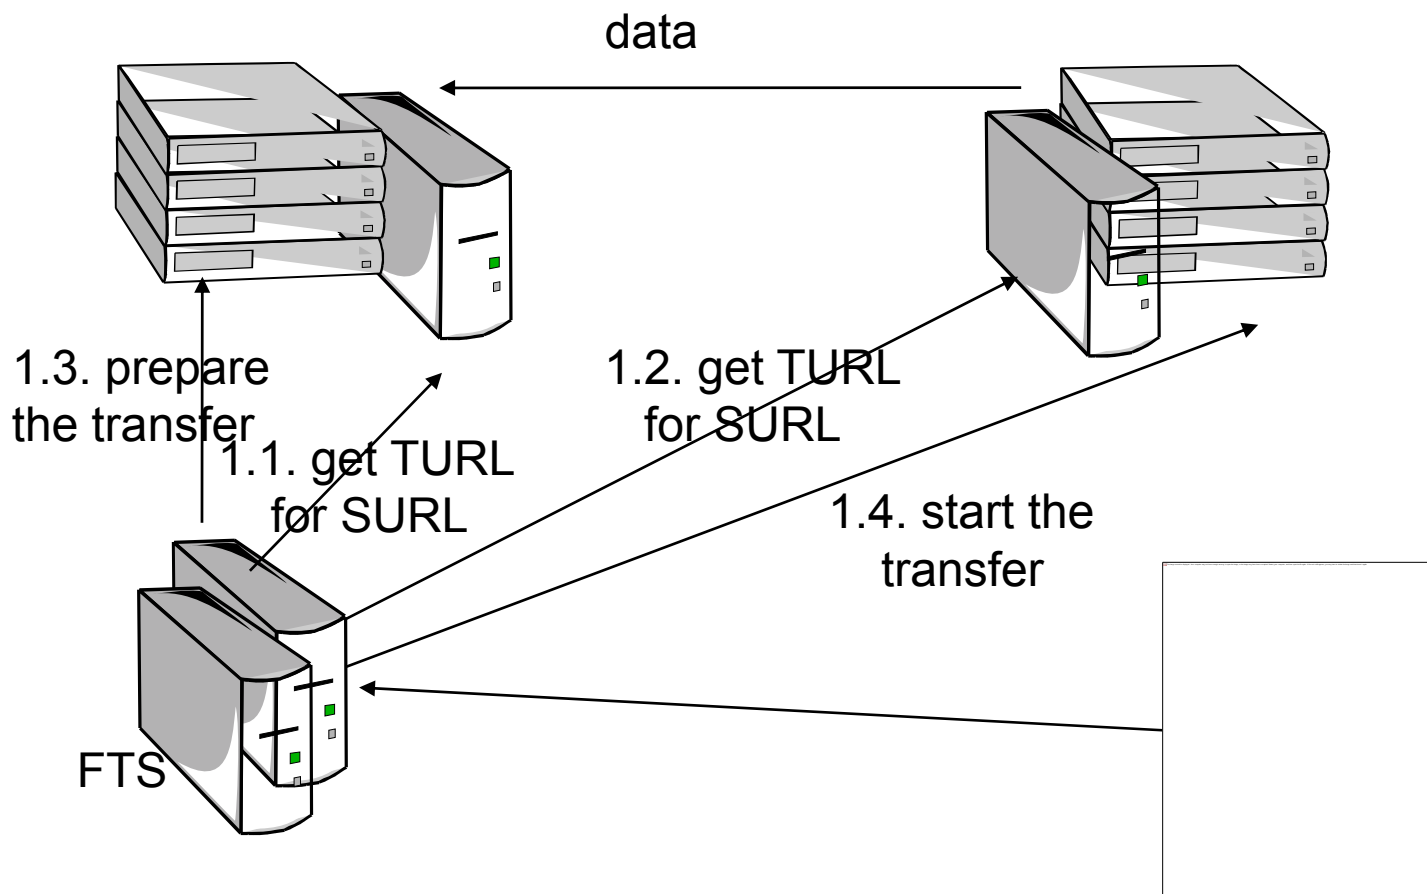 data
1.3. prepare
the transfer
1.2. get TURL
for SURL
1.1. get TURL
for SURL
1.4. start the
transfer
FTS